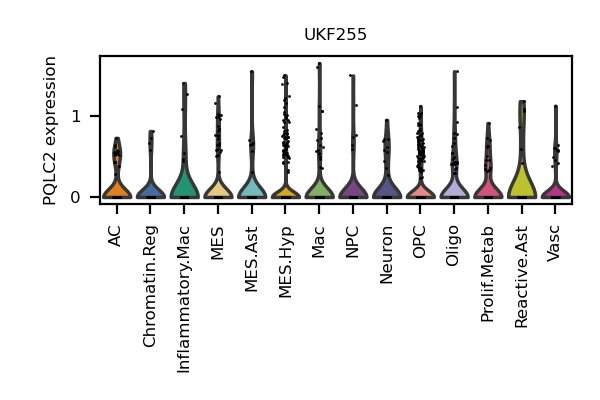 UKF255
PQLC2 expression
1
0
AC
Chromatin.Reg
Inflammatory.Mac
MES
MES.Ast
MES.Hyp
Mac
NPC
Neuron
OPC
Oligo
Prolif.Metab
Reactive.Ast
Vasc